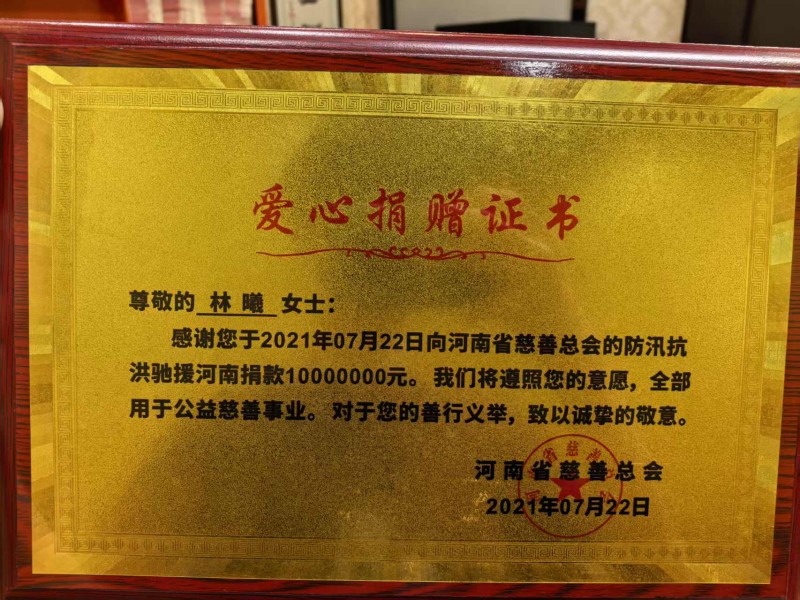 爱心捐赠证书
尊敬的 林 曦 女士：
感谢您于2021年07月22日向河南省慈善总会的防汛抗
洪驰援河南捐款10000000元。我们将遵照您的意愿，全部
用于公益慈善事业。对于您的善行义举，致以诚挚的敬意。
河南省慈善总会
2021年07月22日